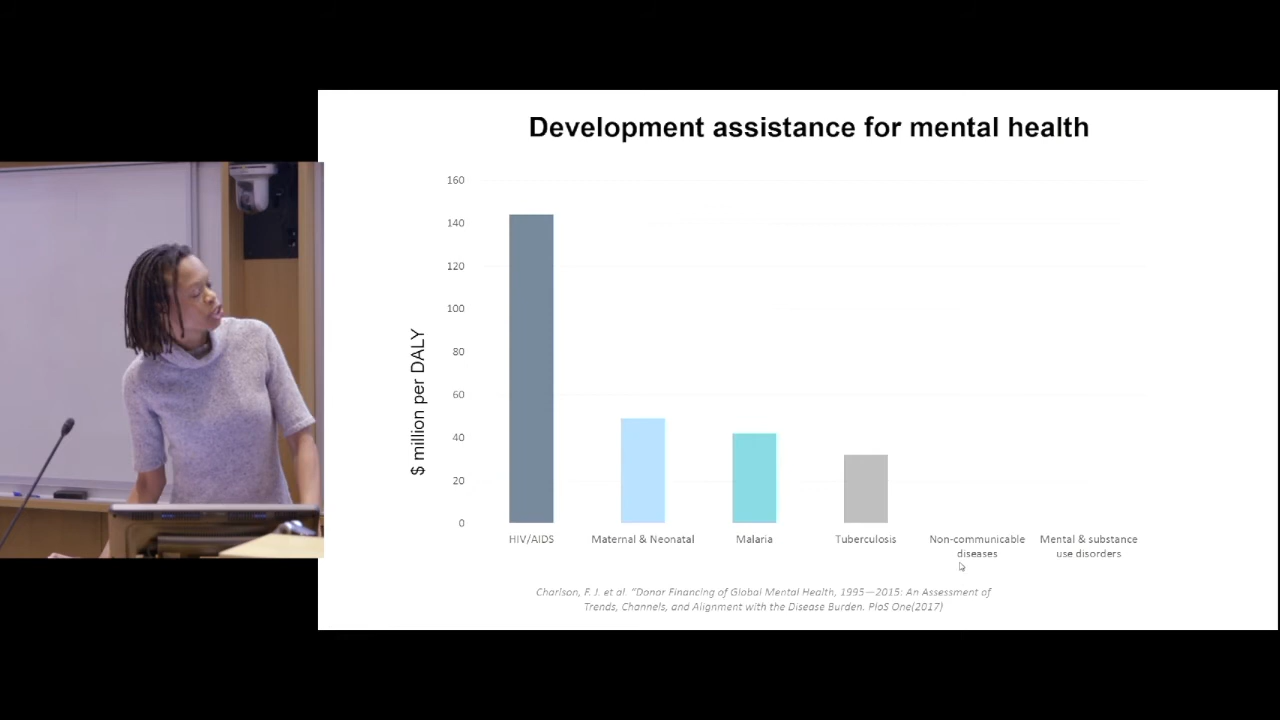 Development assistance for mental health
$ million per DALY
160
140
120
100
80
60
40
20
0
HIV/AIDS
Maternal & Neonatal
Malaria
Tuberculosis
Non-communicable
diseases
Mental & substance
use disorders
Charlson, F. J. et al. "Donor Financing of Global Mental Health, 1995—2015: An Assessment of
Trends, Channels, and Alignment with the Disease Burden. PloS One(2017)